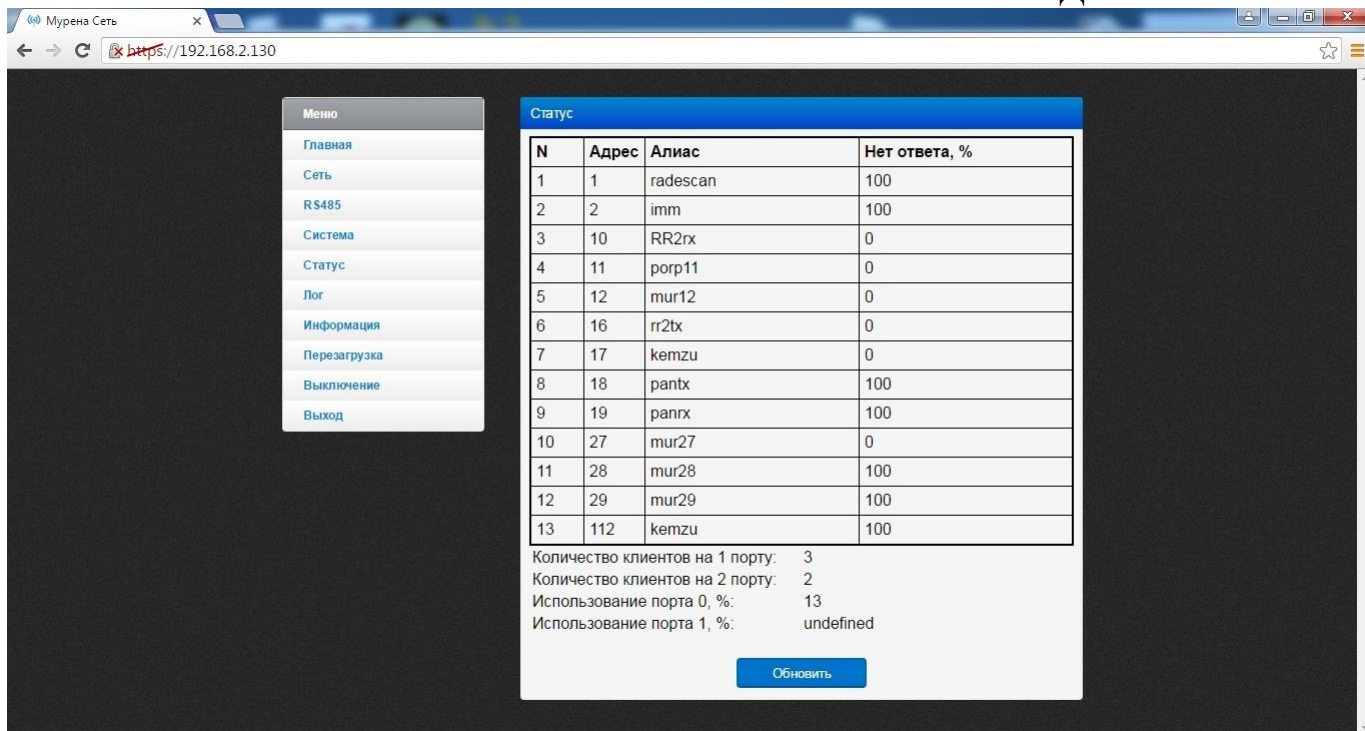 Д
Мурена Сеть
https://192.168.2.130
Меню
Главная
Сеть
RS485
Система
Статус
Лог
Информация
Перезагрузка
Выключение
Выход
Статус
N Адрес Алиас Нет ответа, %
1 1 radescan 100
2 2 imm 100
3 10 RR2rx 0
4 11 porp11 0
5 12 mur12 0
6 16 rr2tx 0
7 17 kemzu 0
8 18 pantx 100
9 19 panrx 100
10 27 mur27 0
11 28 mur28 100
12 29 mur29 100
13 112 kemzu 100
Количество клиентов на 1 порту: 3
Количество клиентов на 2 порту: 2
Использование порта 0, %: 13
Использование порта 1, %: undefined
Обновить